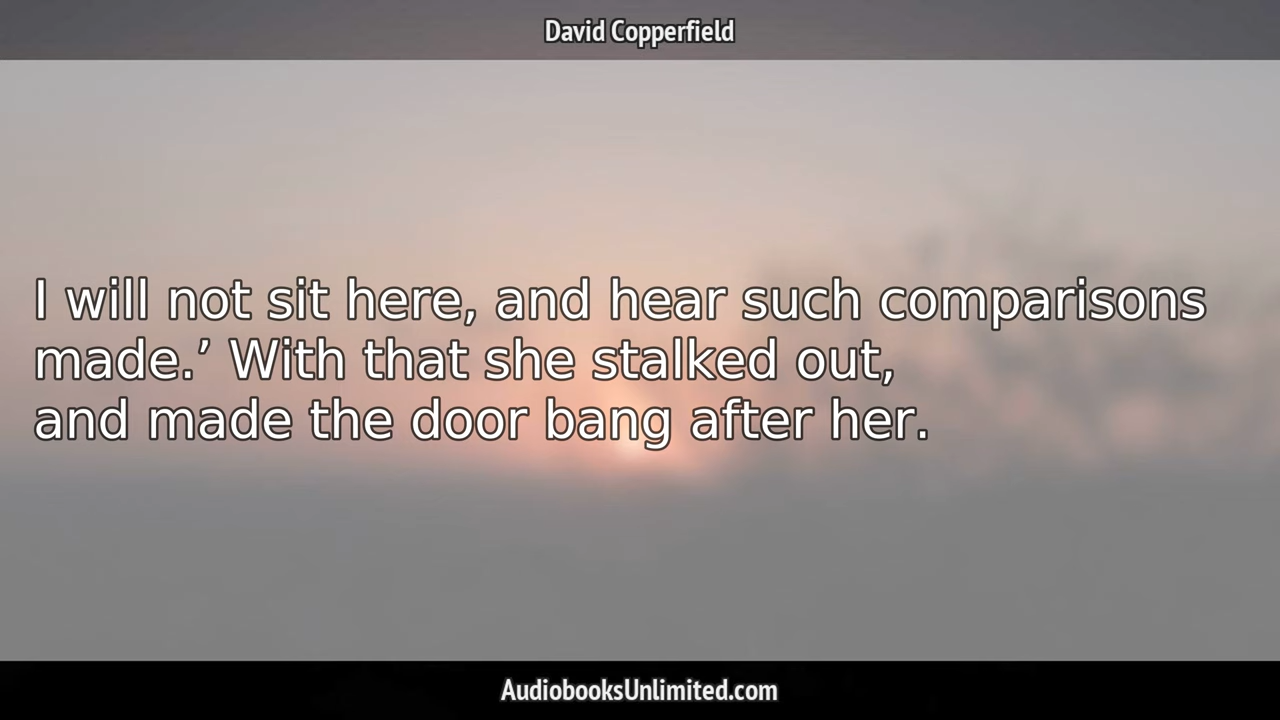 David Copperfield
I will not sit here, and hear such comparisons
made.’ With that she stalked out,
and made the door bang after her.
AudiobooksUnlimited.com